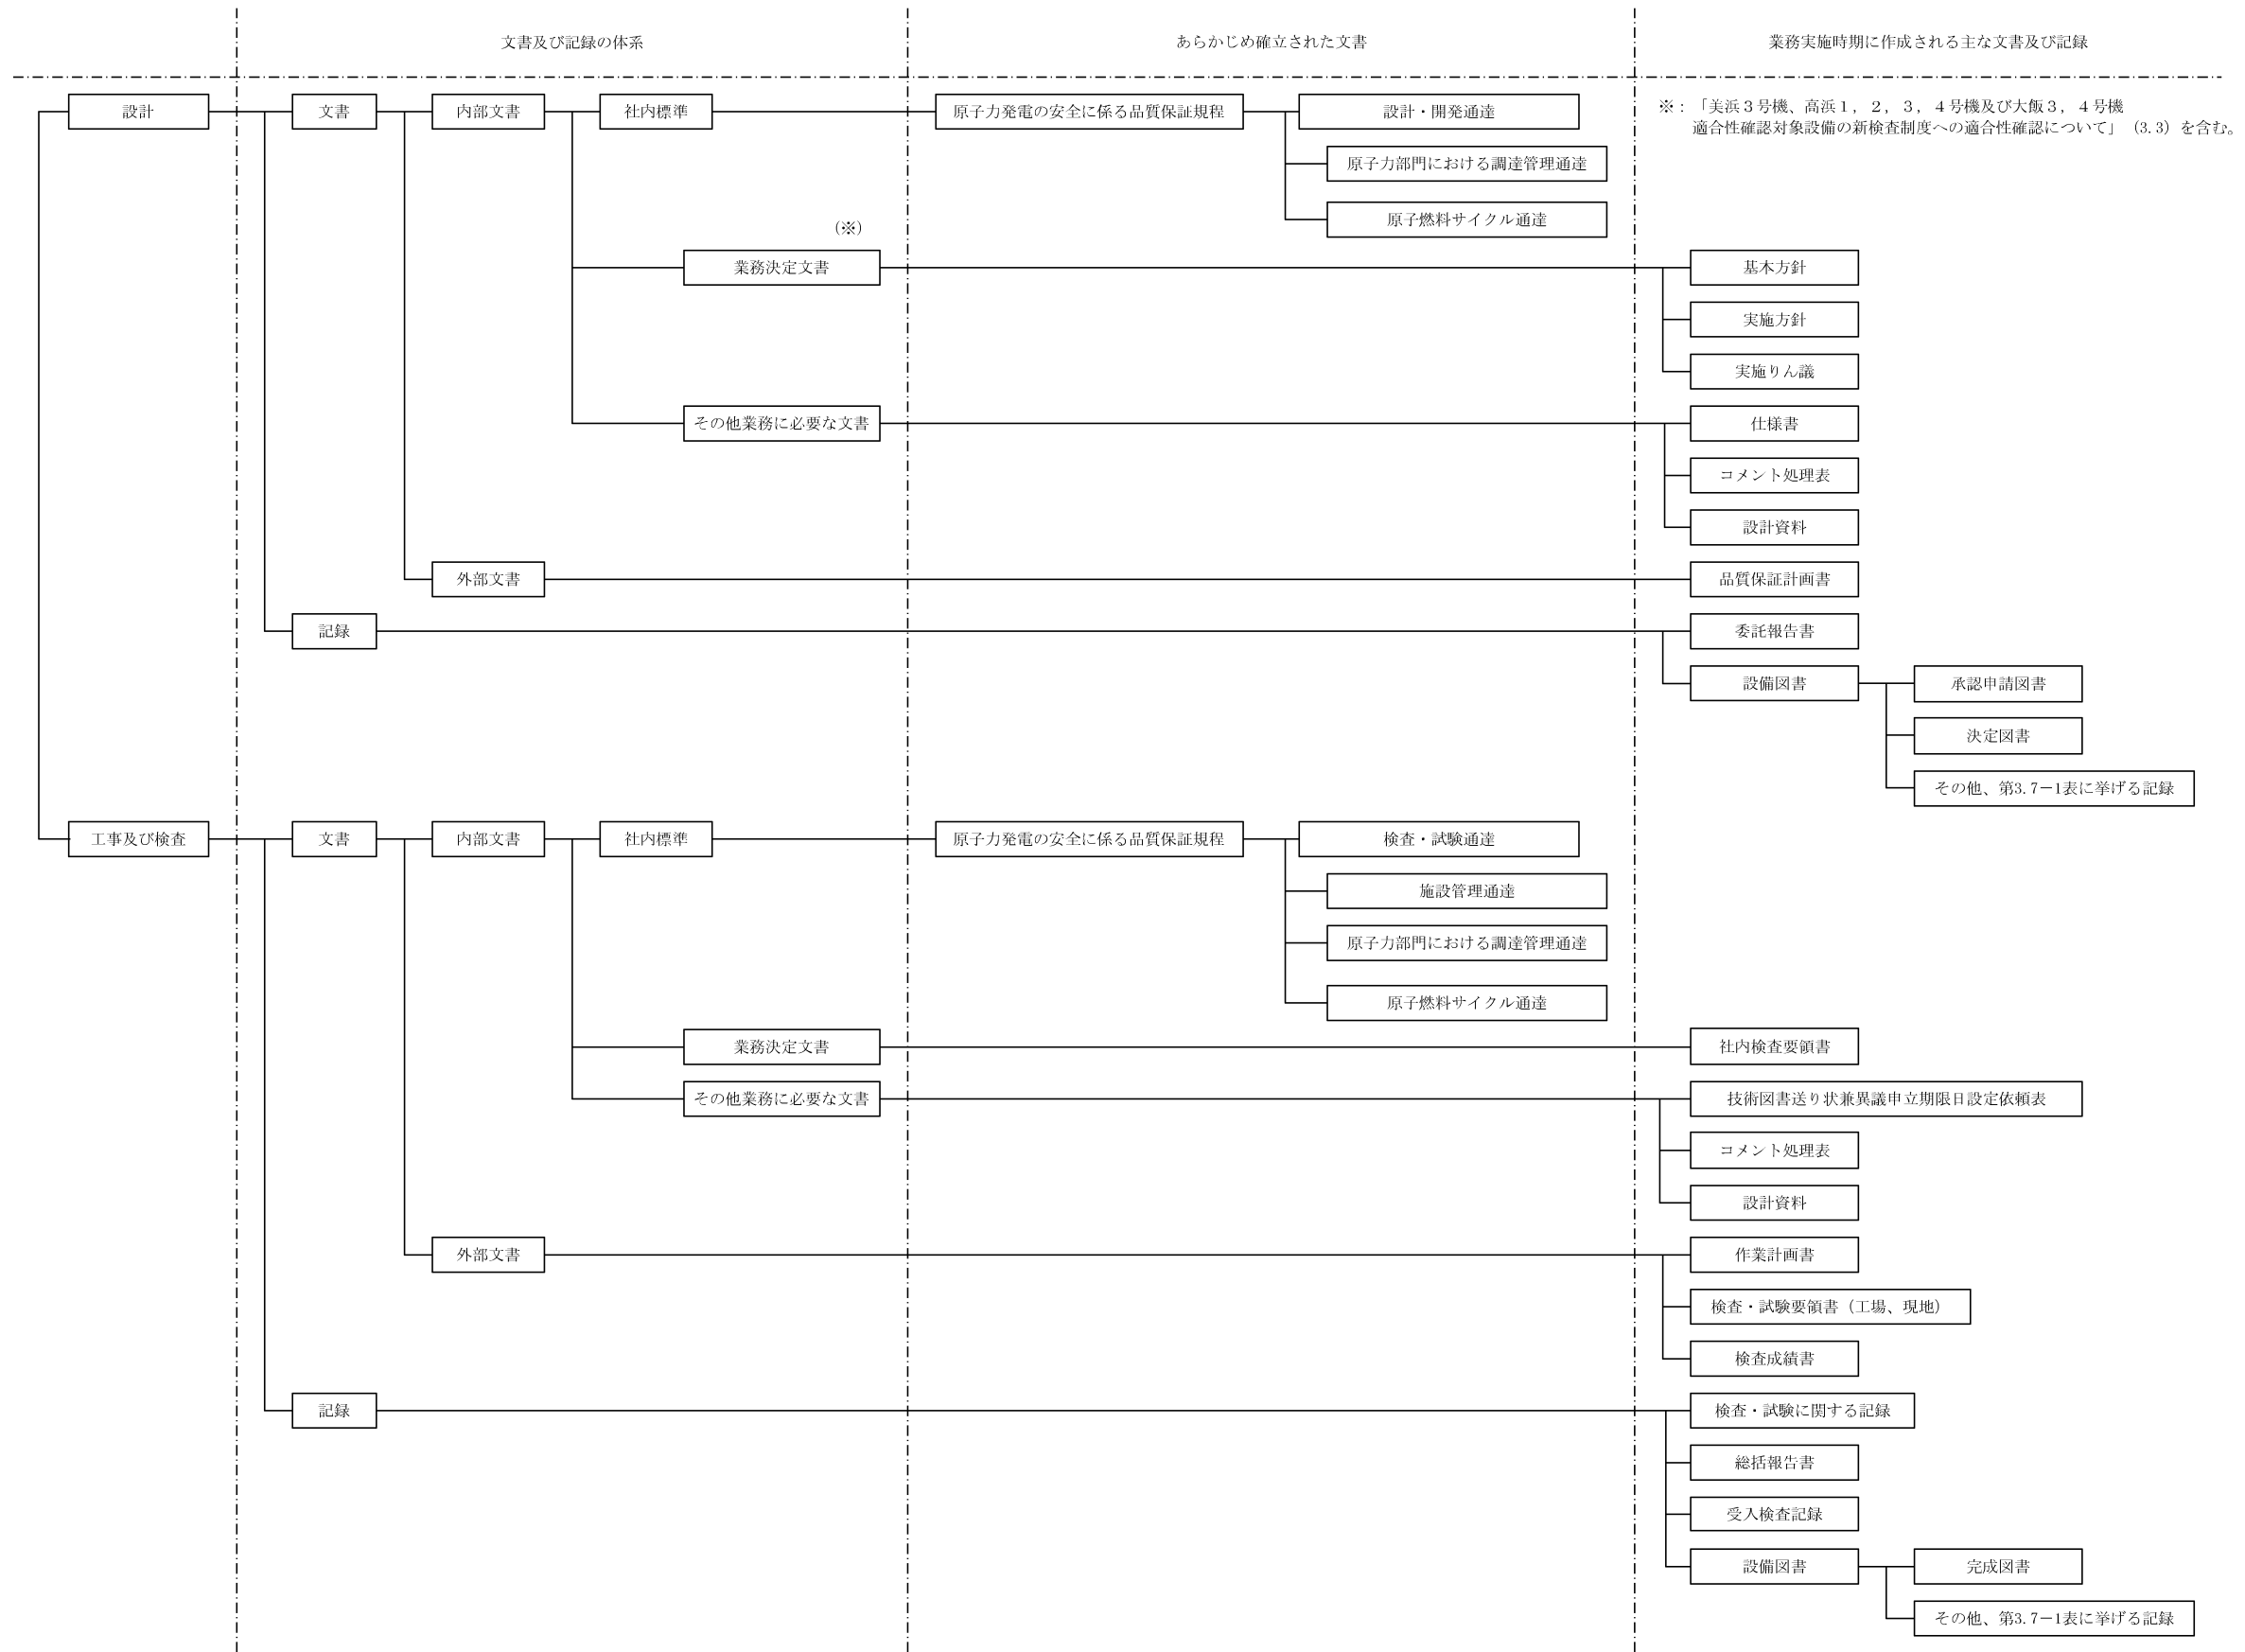 文書及び記録の体系
あらかじめ確立された文書
業務実施時期に作成される主な文書及び記録
設計
文書
内部文書
社内標準
原子力発電の安全に係る品質保証規程
設計・開発通達
※：「美浜３号機、高浜１，２，３，４号機及び大飯３，４号機
適合性確認対象設備の新検査制度への適合性確認について」（3.3）を含む。
原子力部門における調達管理通達
原子燃料サイクル通達
（※）
業務決定文書
基本方針
実施方針
実施りん議
その他業務に必要な文書
仕様書
コメント処理表
設計資料
外部文書
品質保証計画書
記録
委託報告書
設備図書
承認申請図書
決定図書
その他、第3.7－1表に挙げる記録
工事及び検査
文書
内部文書
社内標準
原子力発電の安全に係る品質保証規程
検査・試験通達
施設管理通達
原子力部門における調達管理通達
原子燃料サイクル通達
業務決定文書
社内検査要領書
その他業務に必要な文書
技術図書送り状兼異議申立期限日設定依頼表
コメント処理表
設計資料
外部文書
作業計画書
検査・試験要領書（工場、現地）
検査成績書
記録
検査・試験に関する記録
総括報告書
受入検査記録
設備図書
完成図書
その他、第3.7－1表に挙げる記録